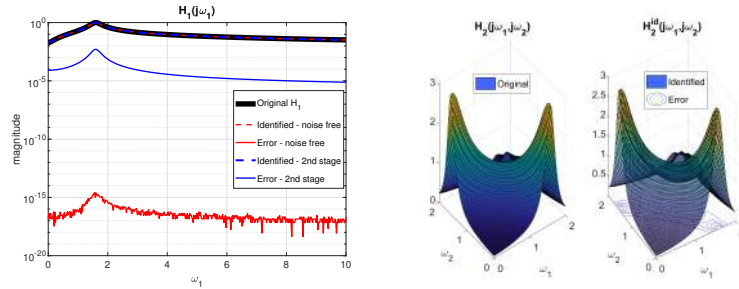 H₁(jω₁)
10⁰
10⁻⁵
10⁻¹⁰
10⁻¹⁵
10⁻²⁰
magnitude
Original H₁
Identified - noise free
Error - noise free
Identified - 2nd stage
Error - 2nd stage
0 2 4 6 8 10
ω₁
H₂(jω₁,jω₂)
Original
3
2
1
0
2
1
0
0
1
2
ω₂
ω₁
H₂ⁱᵈ(jω₁,jω₂)
Identified
Error
3
2.5
2
1.5
1
0.5
2
1
0
0
1
ω₂
ω₁